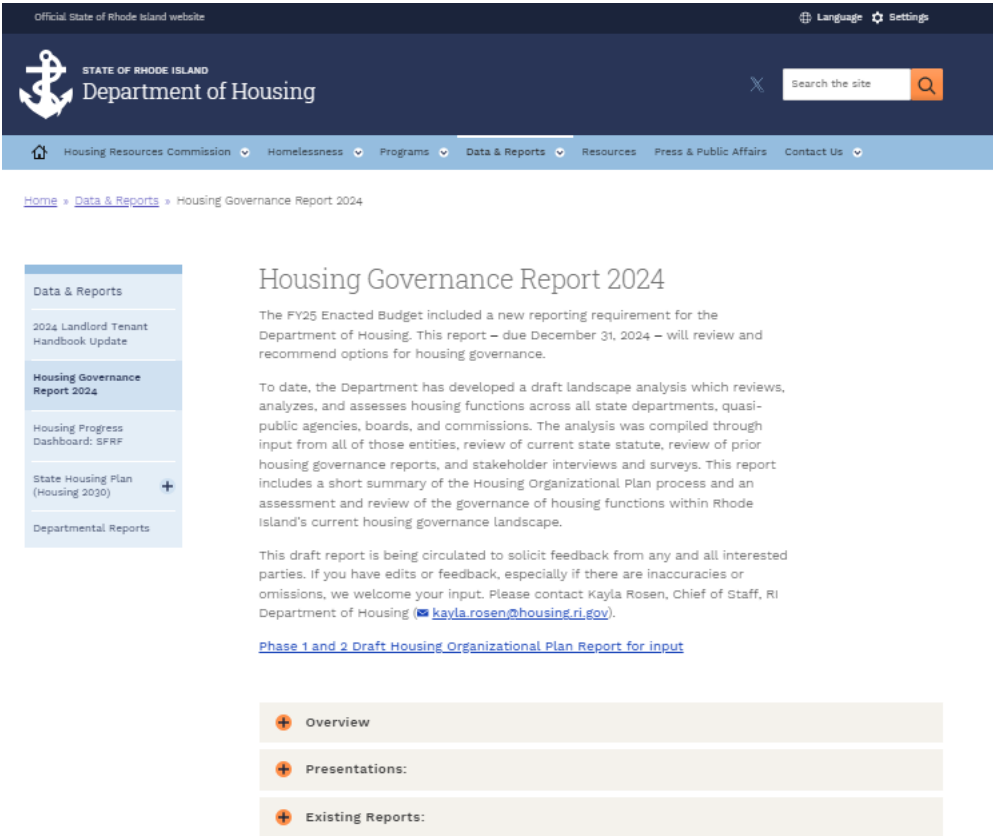 Official State of Rhode Island website
Language Settings
STATE OF RHODE ISLAND
Department of Housing
Search the site
Housing Resources Commission Homelessness Programs Data & Reports Resources Press & Public Affairs Contact Us
Home » Data & Reports » Housing Governance Report 2024
Data & Reports
2024 Landlord Tenant
Handbook Update
Housing Governance
Report 2024
Housing Progress
Dashboard: SFRF
State Housing Plan
(Housing 2030)
Departmental Reports
Housing Governance Report 2024
The FY25 Enacted Budget included a new reporting requirement for the
Department of Housing. This report – due December 31, 2024 – will review and
recommend options for housing governance.
To date, the Department has developed a draft landscape analysis which reviews,
analyzes, and assesses housing functions across all state departments, quasi-
public agencies, boards, and commissions. The analysis was compiled through
input from all of those entities, review of current state statute, review of prior
housing governance reports, and stakeholder interviews and surveys. This report
includes a short summary of the Housing Organizational Plan process and an
assessment and review of the governance of housing functions within Rhode
Island's current housing governance landscape.
This draft report is being circulated to solicit feedback from any and all interested
parties. If you have edits or feedback, especially if there are inaccuracies or
omissions, we welcome your input. Please contact Kayla Rosen, Chief of Staff, RI
Department of Housing (kayla.rosen@housing.ri.gov).
Phase 1 and 2 Draft Housing Organizational Plan Report for input
Overview
Presentations:
Existing Reports: